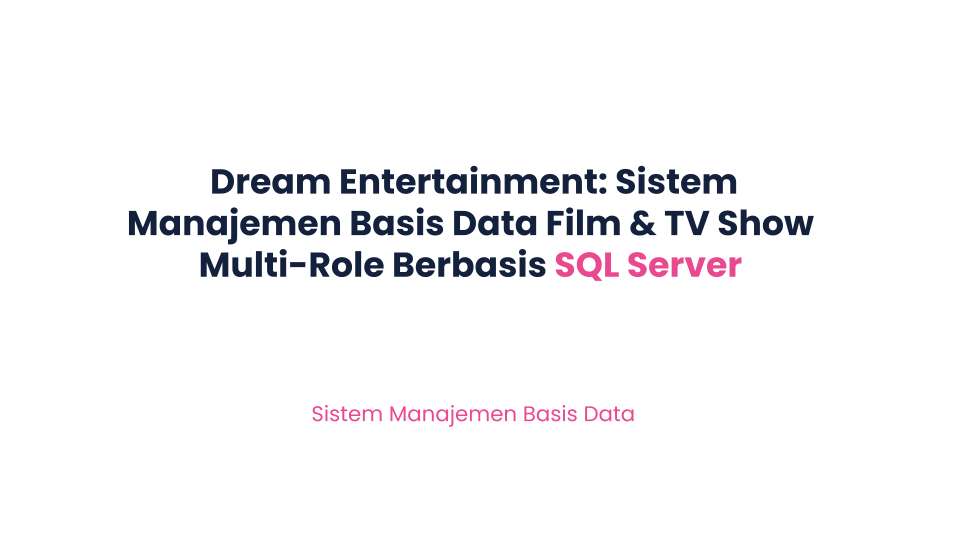 Dream Entertainment: Sistem
Manajemen Basis Data Film & TV Show
Multi-Role Berbasis SQL Server
Sistem Manajemen Basis Data